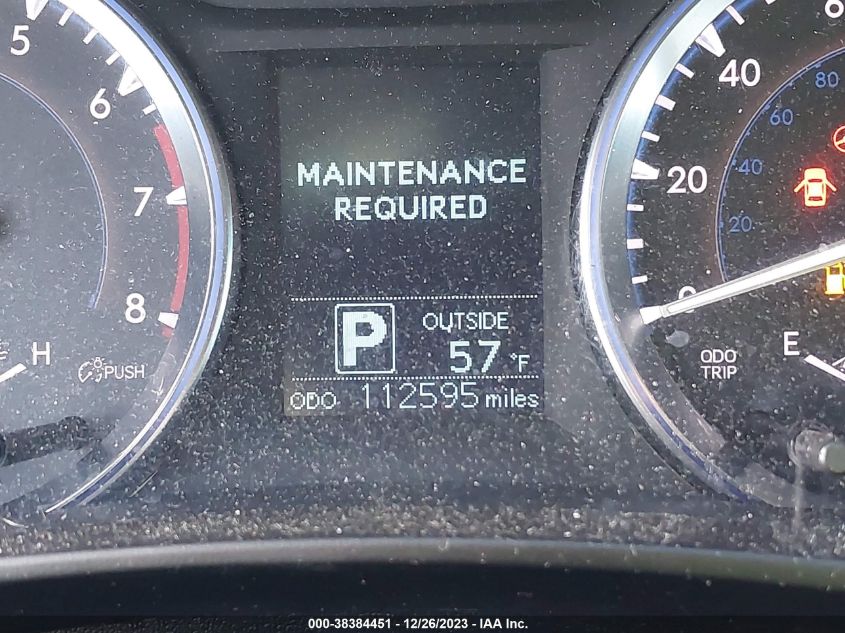 5
6
7
8
H
PUSH
MAINTENANCE
REQUIRED
P
OUTSIDE
57 °F
ODO 112595 miles
0
20
40
20
40
60
80
ODO
TRIP
E
000-38384451 - 12/26/2023 - IAA Inc.